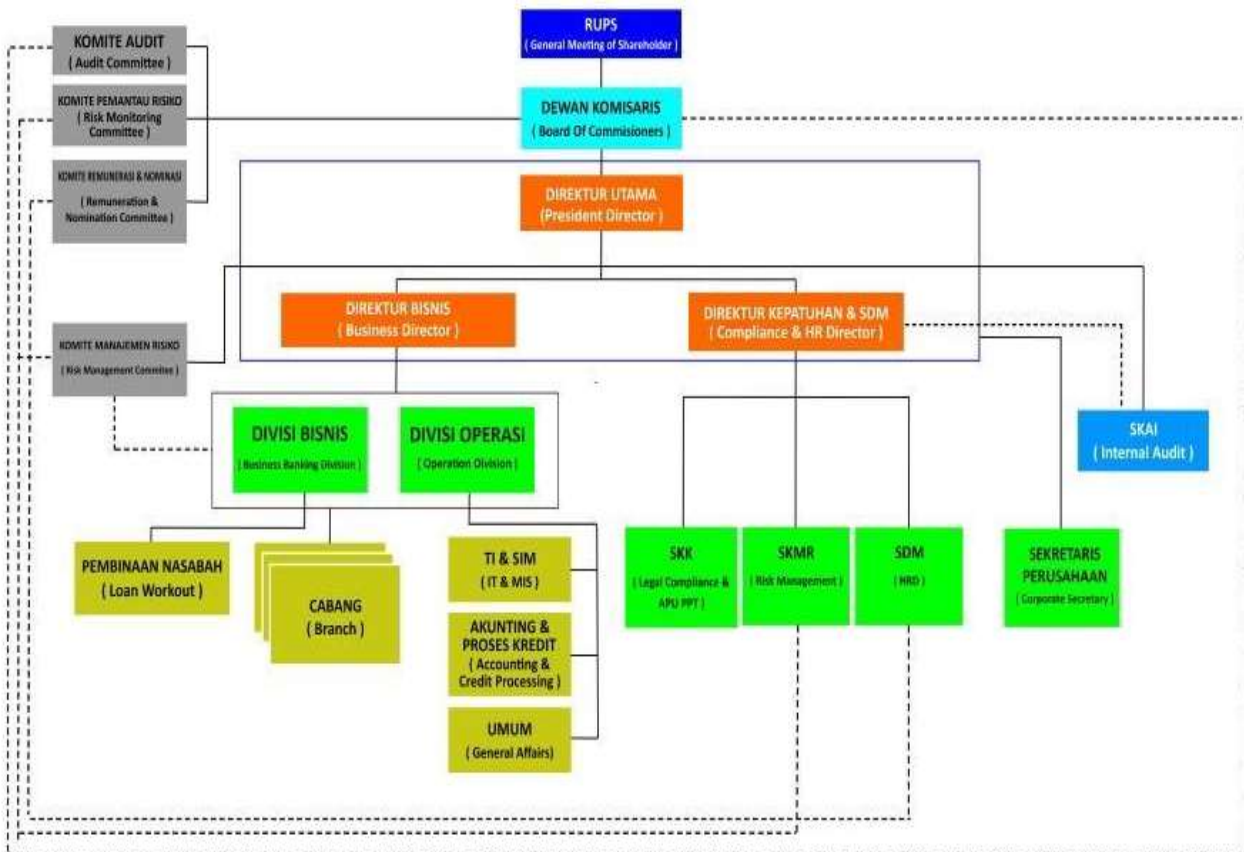 RUPS
( General Meeting of Shareholder )
KOMITE AUDIT
( Audit Committee )
KOMITE PEMANTAU RISIKO
( Risk Monitoring
Committee )
DEWAN KOMISARIS
( Board Of Commisioners )
KOMITE REMUNERASI & NOMINASI
( Remuneration &
Nomination Committee )
DIREKTUR UTAMA
(President Director )
DIREKTUR BISNIS
( Business Director )
DIREKTUR KEPATUHAN & SDM
( Compliance & HR Director )
KOMITE MANAJEMEN RISIKO
( Risk Management Commitee )
DIVISI BISNIS
( Business Banking Division )
DIVISI OPERASI
( Operation Division )
SKAI
( Internal Audit )
PEMBINAAN NASABAH
( Loan Workout )
CABANG
( Branch )
TI & SIM
( IT & MIS )
AKUNTING &
PROSES KREDIT
( Accounting &
Credit Processing )
UMUM
( General Affairs)
SKK
( Legal Compliance &
APU PPT )
SKMR
( Risk Management )
SDM
( HRD )
SEKRETARIS
PERUSAHAAN
( Corporate Secretary )